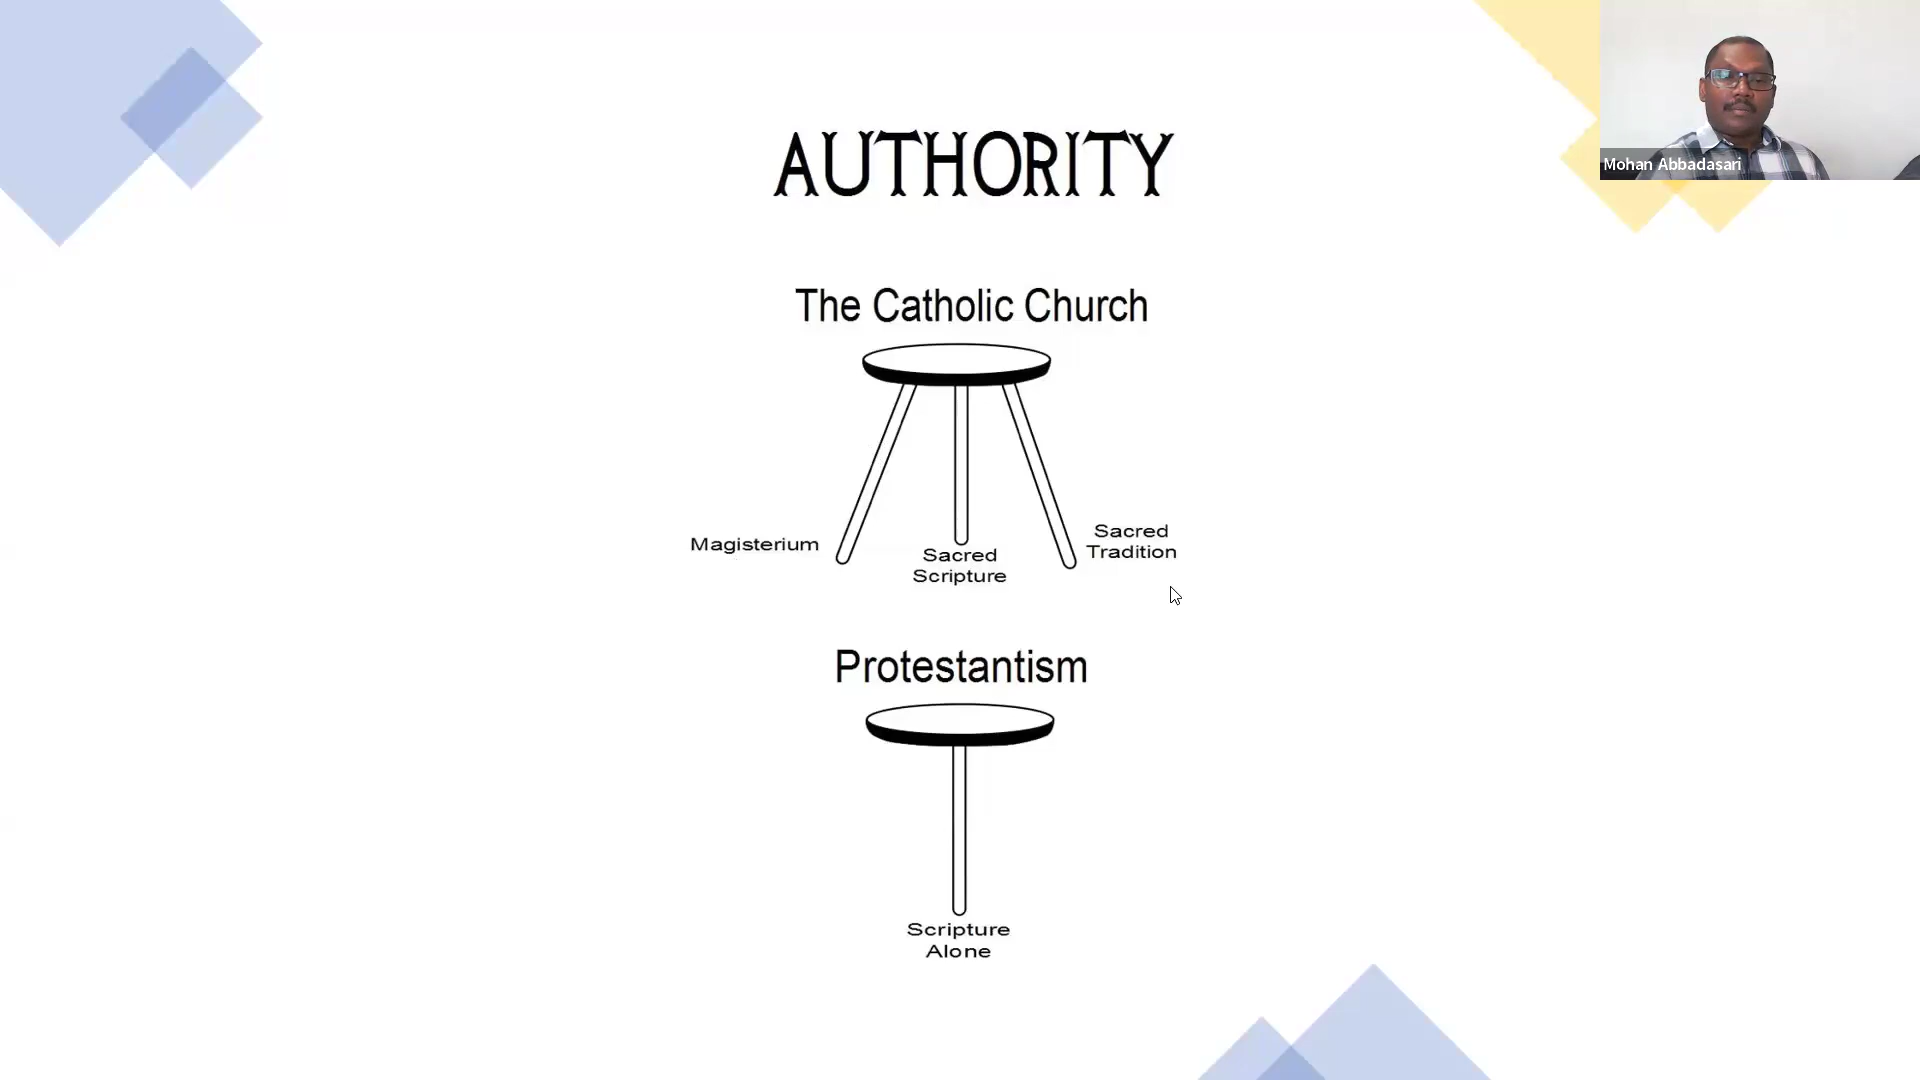 Mohan Abbadasari
AUTHORITY
The Catholic Church
Magisterium
Sacred
Scripture
Sacred
Tradition
Protestantism
Scripture
Alone